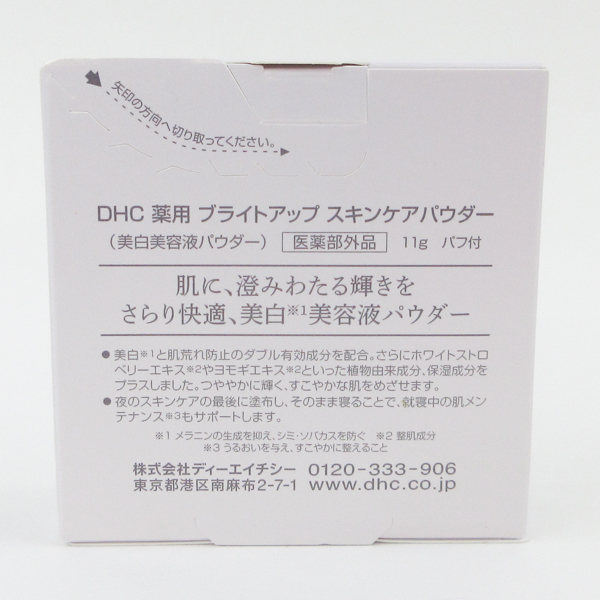 矢印の方向へ切り取ってください。
DHC 薬用 ブライトアップ スキンケアパウダー
（美白美容液パウダー） 医薬部外品 11g パフ付
肌に、澄みわたる輝きを
さらり快適、美白※1美容液パウダー
●美白※1と肌荒れ防止のダブル有効成分を配合。さらにホワイトストロ
ベリーエキス※2やヨモギエキス※2といった植物由来成分、保湿成分を
プラスしました。つややかに輝く、すこやかな肌をめざせます。
●夜のスキンケアの最後に塗布し、そのまま寝ることで、就寝中の肌メン
テナンス※3もサポートします。
※1 メラニンの生成を抑え、シミ・ソバカスを防ぐ ※2 整肌成分
※3 うるおいを与え、すこやかに整えること
株式会社ディーエイチシー 0120-333-906
東京都港区南麻布2-7-1 www.dhc.co.jp